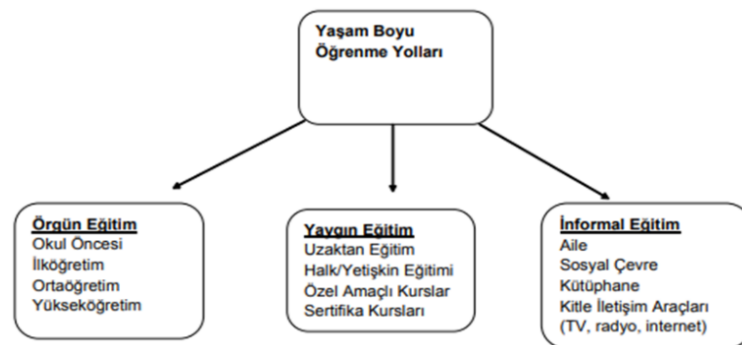 Yaşam Boyu
Öğrenme Yolları
Örgün Eğitim
Okul Öncesi
İlköğretim
Ortaöğretim
Yükseköğretim
Yaygın Eğitim
Uzaktan Eğitim
Halk/Yetişkin Eğitimi
Özel Amaçlı Kurslar
Sertifika Kursları
İnformal Eğitim
Aile
Sosyal Çevre
Kütüphane
Kitle İletişim Araçları
(TV, radyo, internet)